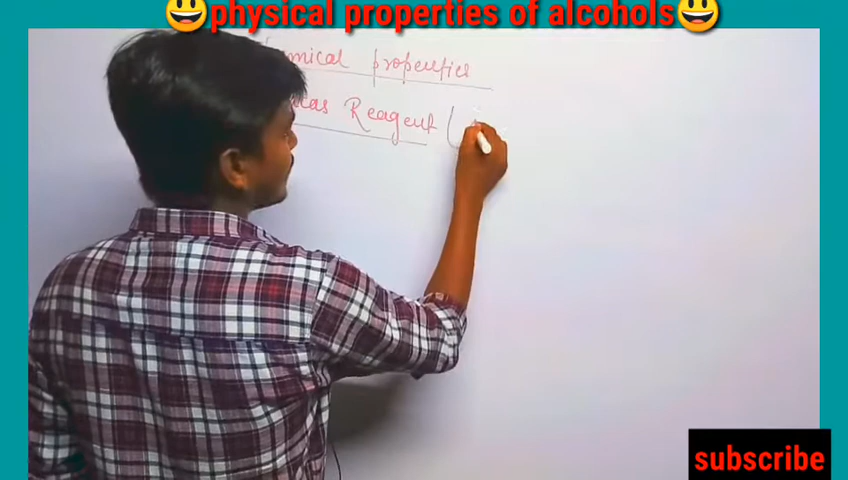 😃physical properties of alcohols😃
properties
Reagent (
subscribe